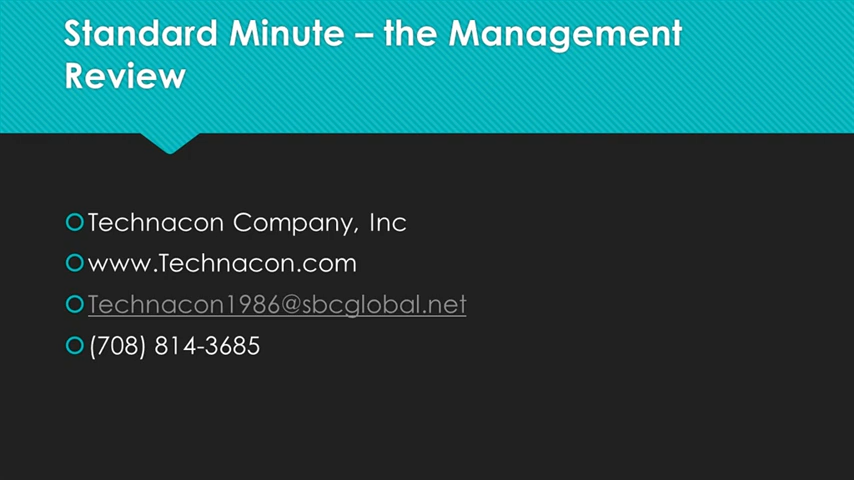 Standard Minute – the Management
Review
Technacon Company, Inc
www.Technacon.com
Technacon1986@sbcglobal.net
(708) 814-3685